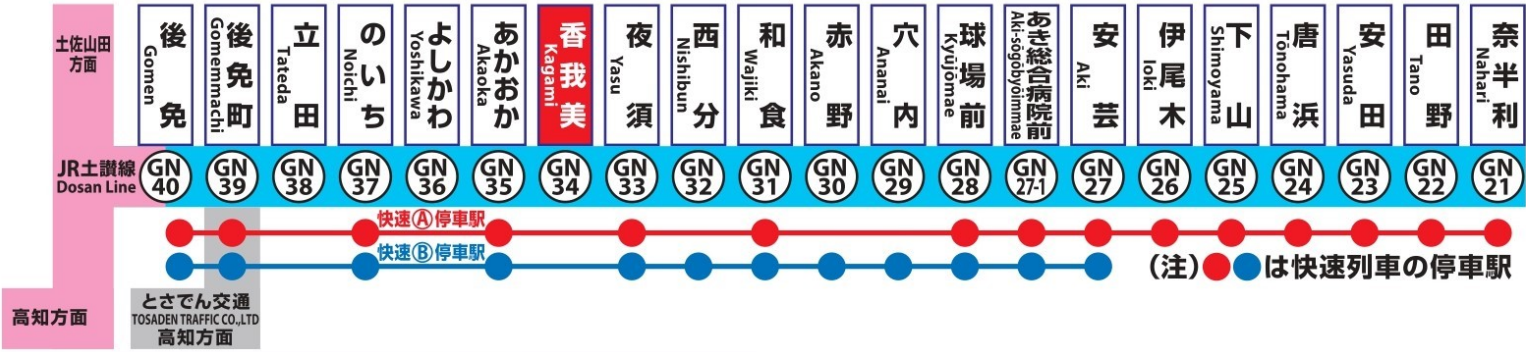 土佐山田
方面
後免
Gomen
後免町
Gomenmachi
立田
Tateda
のいち
Noichi
よしかわ
Yoshikawa
あかおか
Akaoka
香我美
Kagami
夜須
Yasu
西分
Nishibun
和食
Wajiki
赤野
Akano
穴内
Ananai
球場前
Kyūjōmae
あき総合病院前
Aki-sōgōbyōinmae
安芸
Aki
伊尾木
Ioki
下山
Shimoyama
唐浜
Tōnohama
安田
Yasuda
田野
Tano
奈半利
Nahari
JR土讃線
Dosan Line
GN
40
GN
39
GN
38
GN
37
GN
36
GN
35
GN
34
GN
33
GN
32
GN
31
GN
30
GN
29
GN
28
GN
27-1
GN
27
GN
26
GN
25
GN
24
GN
23
GN
22
GN
21
快速Ⓐ停車駅
快速Ⓑ停車駅
(注)●●は快速列車の停車駅
高知方面
とさでん交通
TOSADEN TRAFFIC CO.,LTD
高知方面